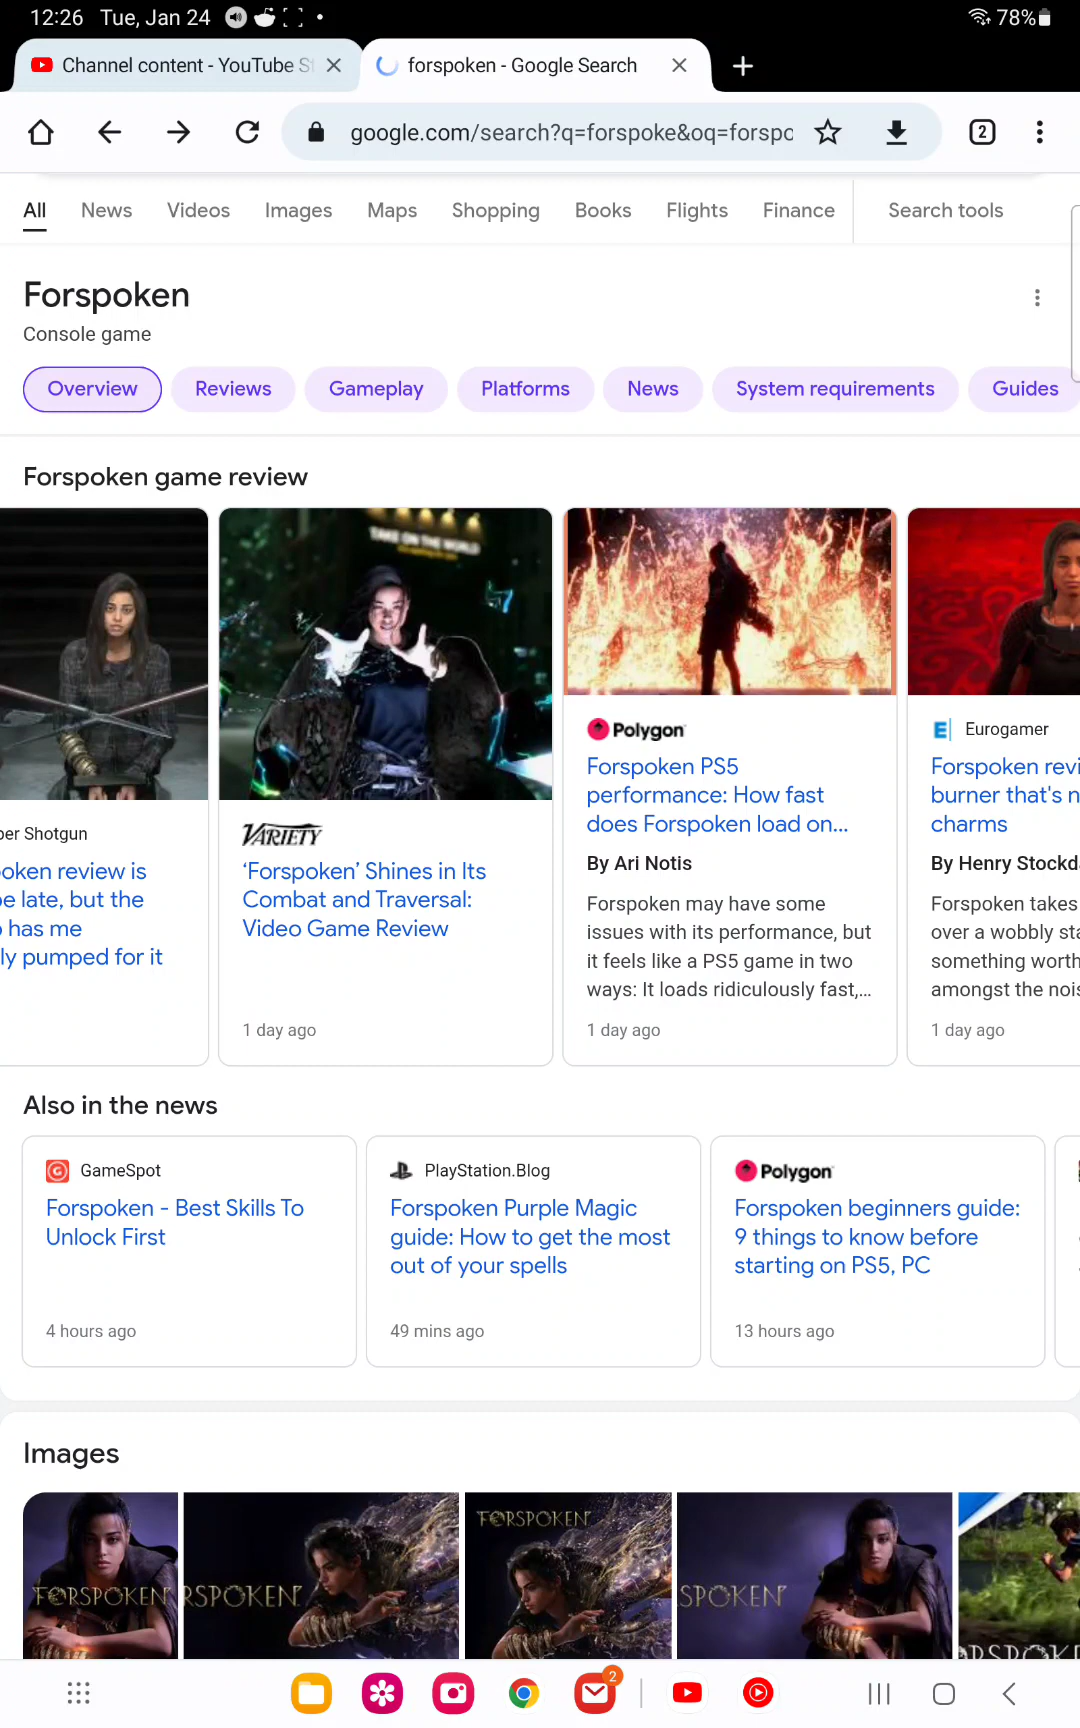 12:26 Tue, Jan 24
78%
Channel content - YouTube S
forspoken - Google Search
google.com/search?q=forspoke&oq=forspo
2
All News Videos Images Maps Shopping Books Flights Finance Search tools
Forspoken
Console game
Overview Reviews Gameplay Platforms News System requirements Guides
Forspoken game review
per Shotgun
oken review is
e late, but the
o has me
ly pumped for it
TAKE ON THE WORLD
VARIETY
‘Forspoken’ Shines in Its
Combat and Traversal:
Video Game Review
1 day ago
Polygon
Forspoken PS5
performance: How fast
does Forspoken load on...
By Ari Notis
Forspoken may have some
issues with its performance, but
it feels like a PS5 game in two
ways: It loads ridiculously fast,...
1 day ago
Eurogamer
Forspoken revi
burner that's n
charms
By Henry Stockd
Forspoken takes
over a wobbly sta
something worth
amongst the nois
1 day ago
Also in the news
GameSpot
Forspoken - Best Skills To
Unlock First
4 hours ago
PlayStation.Blog
Forspoken Purple Magic
guide: How to get the most
out of your spells
49 mins ago
Polygon
Forspoken beginners guide:
9 things to know before
starting on PS5, PC
13 hours ago
Images
FORSPOKEN
RSPOKEN
FORSPOKEN
SPOKEN
ORSPOK
2